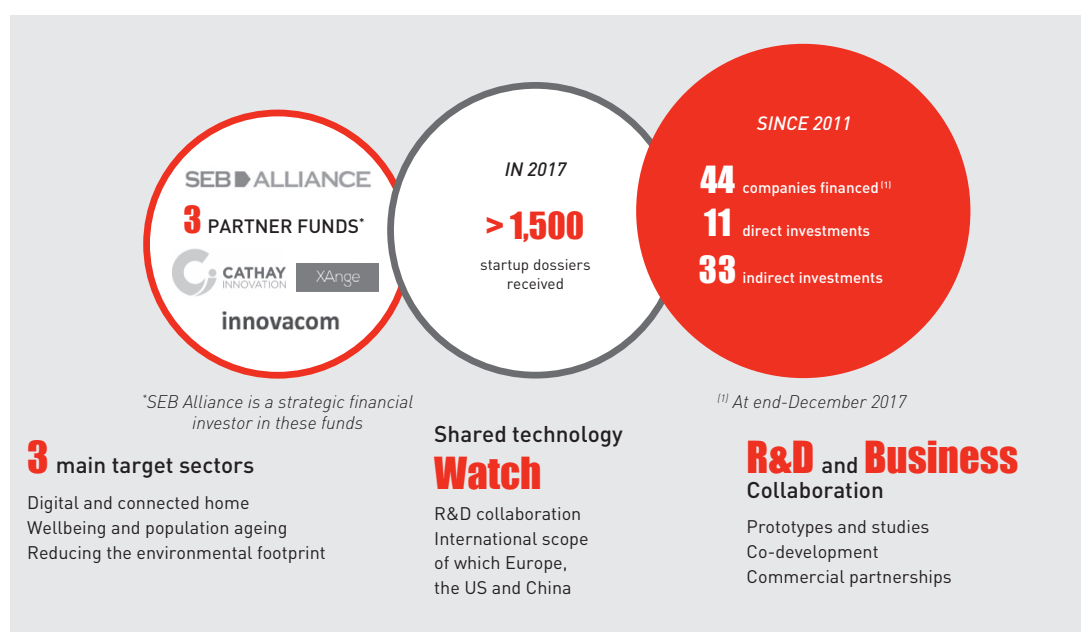 SEB ALLIANCE
3 PARTNER FUNDS*
CATHAY
INNOVATION
XAnge
innovacom
IN 2017
> 1,500
startup dossiers
received
SINCE 2011
44 companies financed (1)
11 direct investments
33 indirect investments
*SEB Alliance is a strategic financial
investor in these funds
(1) At end-December 2017
3 main target sectors
Digital and connected home
Wellbeing and population ageing
Reducing the environmental footprint
Shared technology
Watch
R&D collaboration
International scope
of which Europe,
the US and China
R&D and Business
Collaboration
Prototypes and studies
Co-development
Commercial partnerships